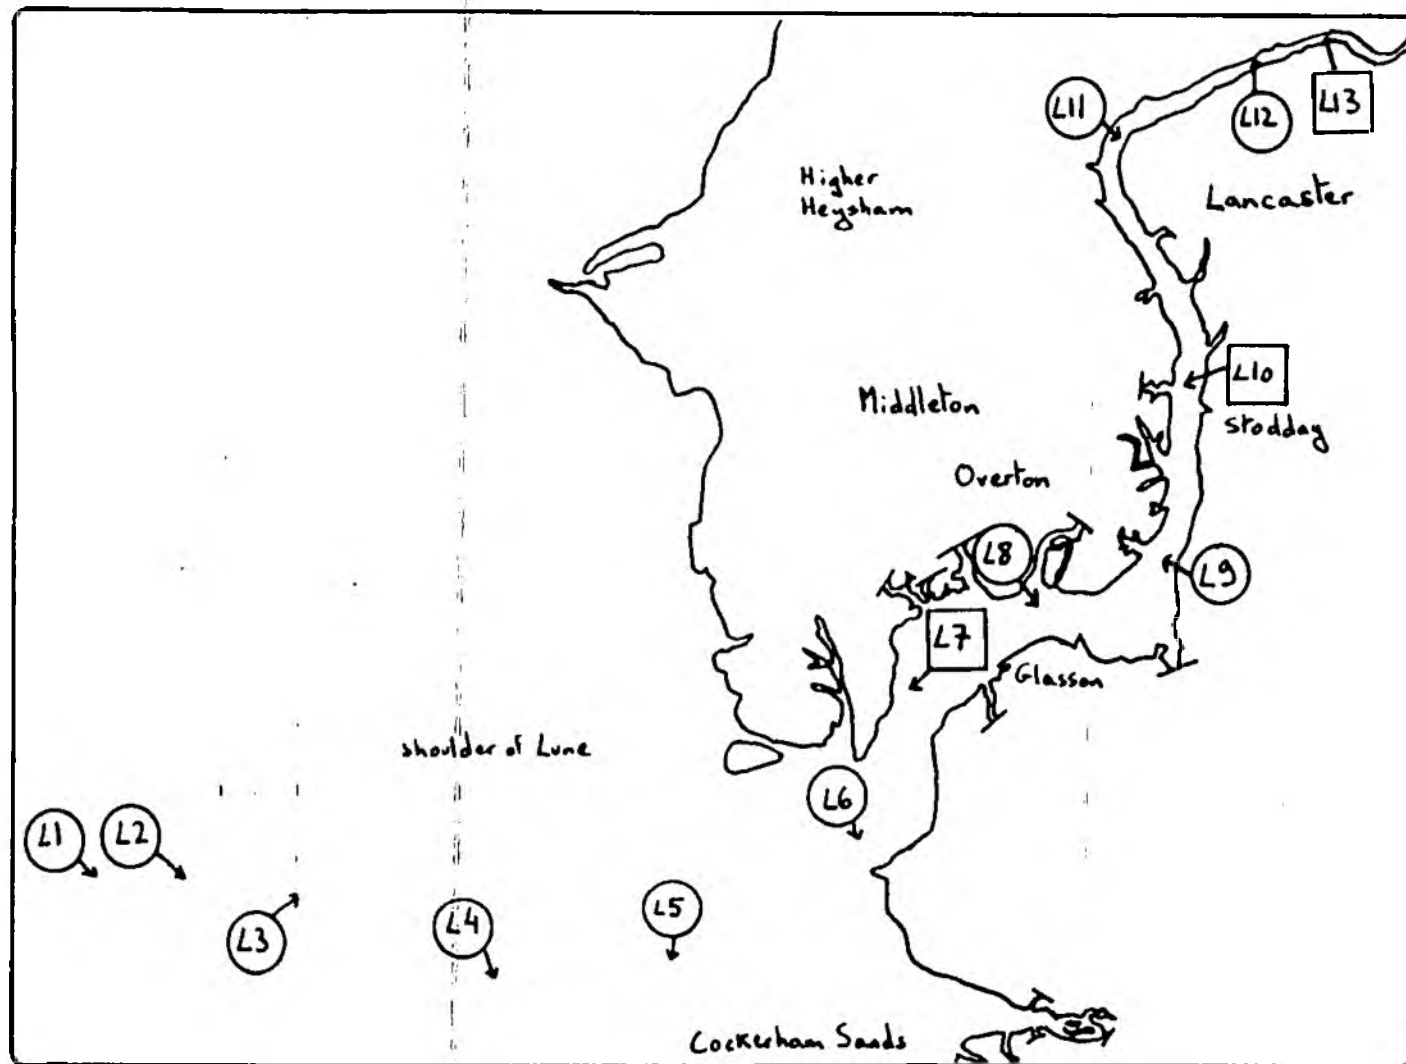 L11
L12
L13
Higher
Heysham
Lancaster
L10
Stodday
Middleton
Overton
L8
L9
L7
Glasson
shoulder of Lune
L6
L1
L2
L3
L4
L5
Cockerham Sands